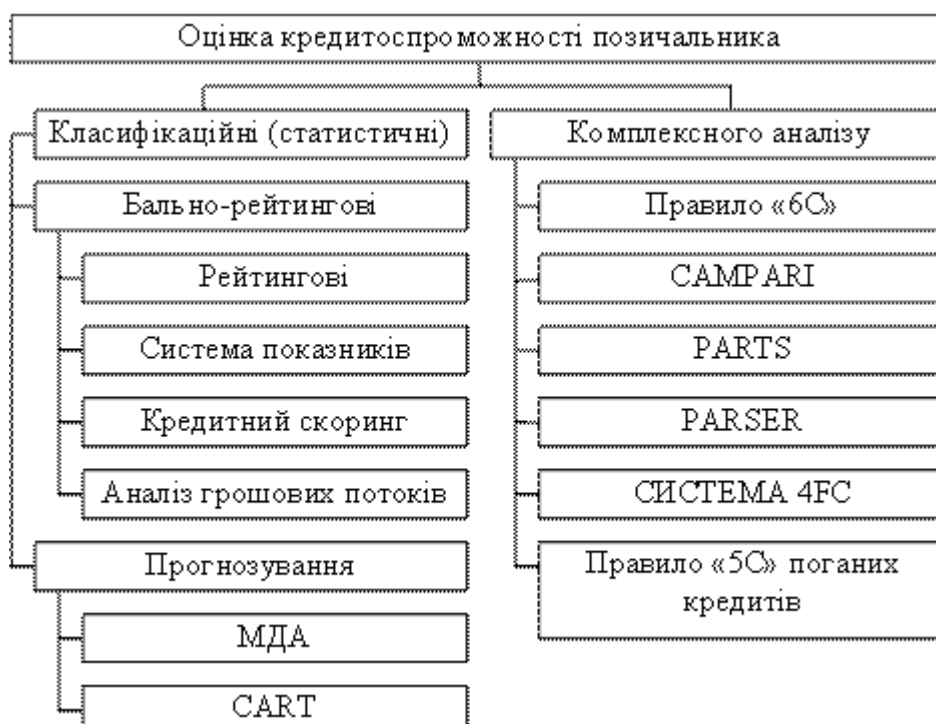 Оцінка кредитоспроможності позичальника
Класифікаційні (статистичні)
Бально-рейтингові
Рейтингові
Система показників
Кредитний скоринг
Аналіз грошових потоків
Прогнозування
МДА
CART
Комплексного аналізу
Правило «6С»
CAMPARI
PARTS
PARSER
СИСТЕМА 4FC
Правило «5С» поганих
кредитів